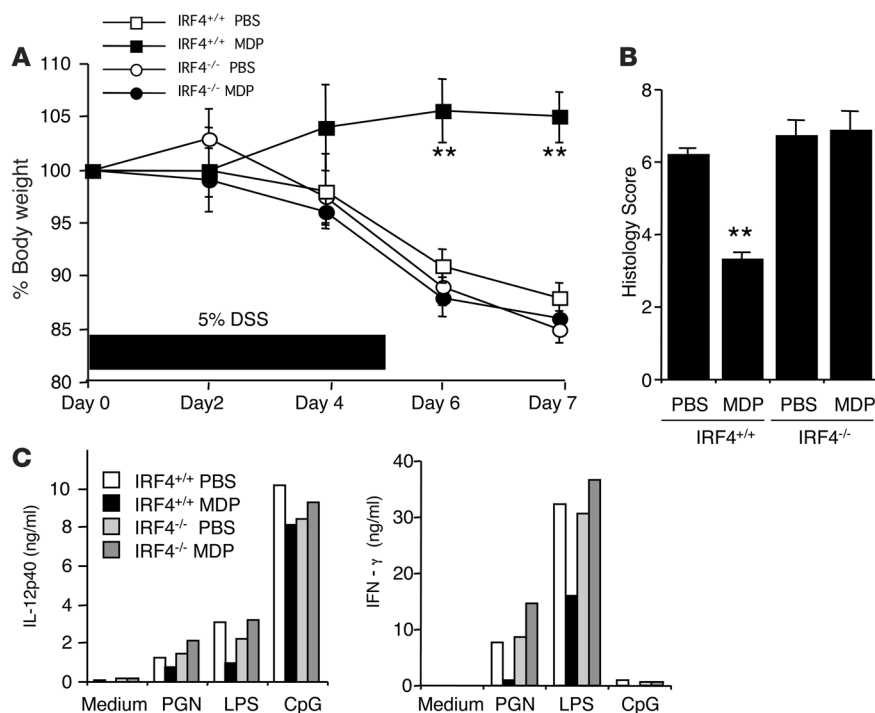 A
IRF4+/+ PBS
IRF4+/+ MDP
IRF4-/- PBS
IRF4-/- MDP
% Body weight
110
105
100
95
90
85
80
** **
5% DSS
Day 0 Day2 Day 4 Day 6 Day 7
B
Histology Score
8
6
4
2
0
**
PBS MDP PBS MDP
IRF4+/+ IRF4-/-
C
IRF4+/+ PBS
IRF4+/+ MDP
IRF4-/- PBS
IRF4-/- MDP
IL-12p40 (ng/ml)
10
8
6
4
2
0
Medium PGN LPS CpG
IFN - γ (ng/ml)
40
30
20
10
0
Medium PGN LPS CpG